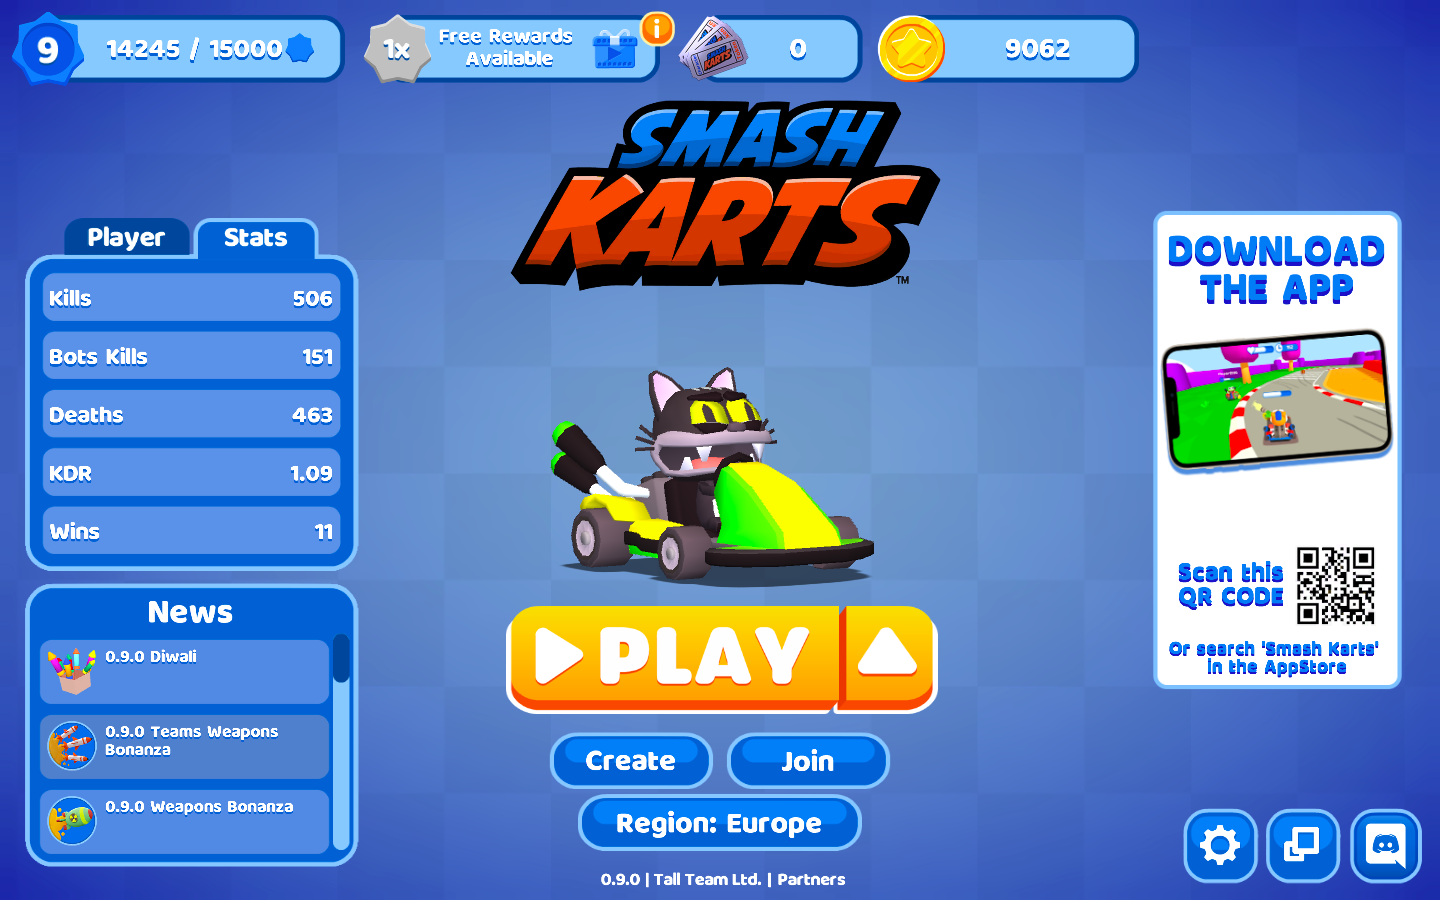 9
14245 / 15000
1x
Free Rewards
Available
i
0
9062
SMASH
KARTS
TM
Player
Stats
Kills 506
Bots Kills 151
Deaths 463
KDR 1.09
Wins 11
News
0.9.0 Diwali
0.9.0 Teams Weapons
Bonanza
0.9.0 Weapons Bonanza
PLAY
Create
Join
Region: Europe
0.9.0 | Tall Team Ltd. | Partners
DOWNLOAD
THE APP
Scan this
QR CODE
Or search 'Smash Karts'
in the AppStore